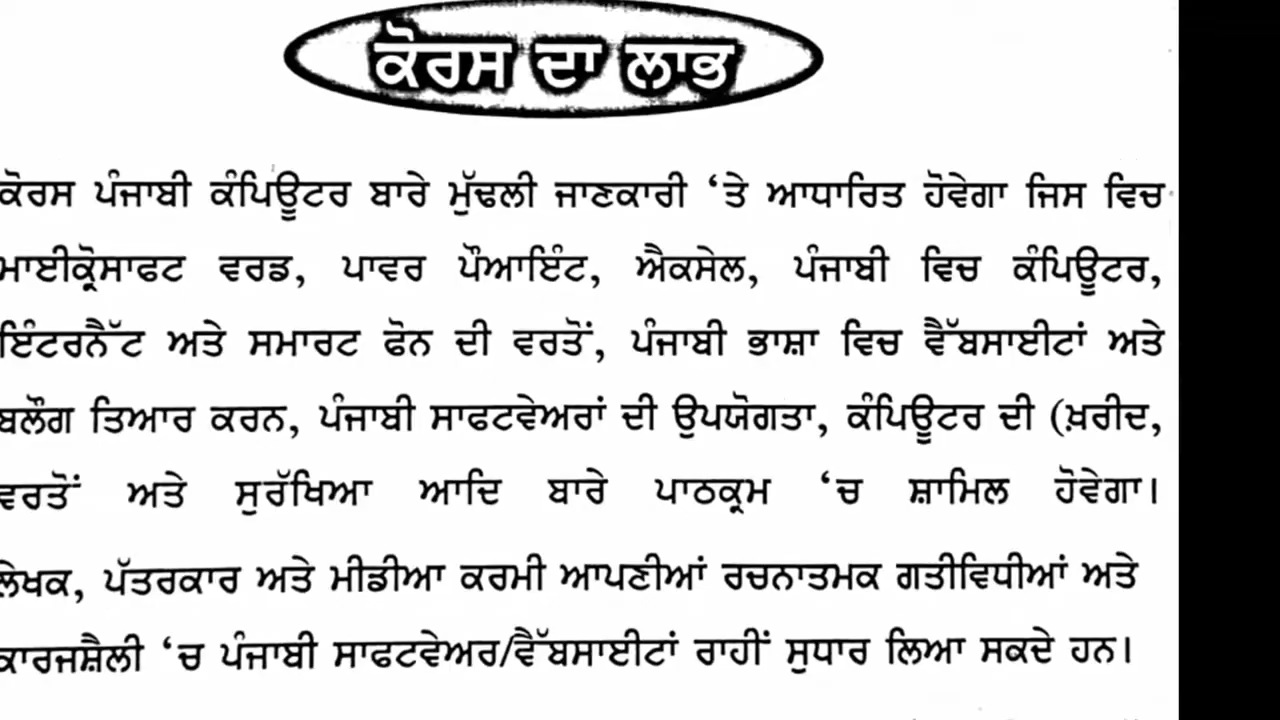 ਕੋਰਸ ਦਾ ਲਾਭ
ਕੋਰਸ ਪੰਜਾਬੀ ਕੰਪਿਊਟਰ ਬਾਰੇ ਮੁੱਢਲੀ ਜਾਣਕਾਰੀ ‘ਤੇ ਆਧਾਰਿਤ ਹੋਵੇਗਾ ਜਿਸ ਵਿਚ
ਮਾਈਕ੍ਰੋਸਾਫਟ ਵਰਡ, ਪਾਵਰ ਪੌਆਇੰਟ, ਐਕਸੇਲ, ਪੰਜਾਬੀ ਵਿਚ ਕੰਪਿਊਟਰ,
ਇੰਟਰਨੈੱਟ ਅਤੇ ਸਮਾਰਟ ਫੋਨ ਦੀ ਵਰਤੋਂ, ਪੰਜਾਬੀ ਭਾਸ਼ਾ ਵਿਚ ਵੈੱਬਸਾਈਟਾਂ ਅਤੇ
ਬਲੌਗ ਤਿਆਰ ਕਰਨ, ਪੰਜਾਬੀ ਸਾਫਟਵੇਅਰਾਂ ਦੀ ਉਪਯੋਗਤਾ, ਕੰਪਿਊਟਰ ਦੀ (ਖ਼ਰੀਦ,
ਵਰਤੋਂ ਅਤੇ ਸੁਰੱਖਿਆ ਆਦਿ ਬਾਰੇ ਪਾਠਕ੍ਰਮ ‘ਚ ਸ਼ਾਮਿਲ ਹੋਵੇਗਾ।
ਲੇਖਕ, ਪੱਤਰਕਾਰ ਅਤੇ ਮੀਡੀਆ ਕਰਮੀ ਆਪਣੀਆਂ ਰਚਨਾਤਮਕ ਗਤੀਵਿਧੀਆਂ ਅਤੇ
ਕਾਰਜਸ਼ੈਲੀ ‘ਚ ਪੰਜਾਬੀ ਸਾਫਟਵੇਅਰ/ਵੈੱਬਸਾਈਟਾਂ ਰਾਹੀਂ ਸੁਧਾਰ ਲਿਆ ਸਕਦੇ ਹਨ।